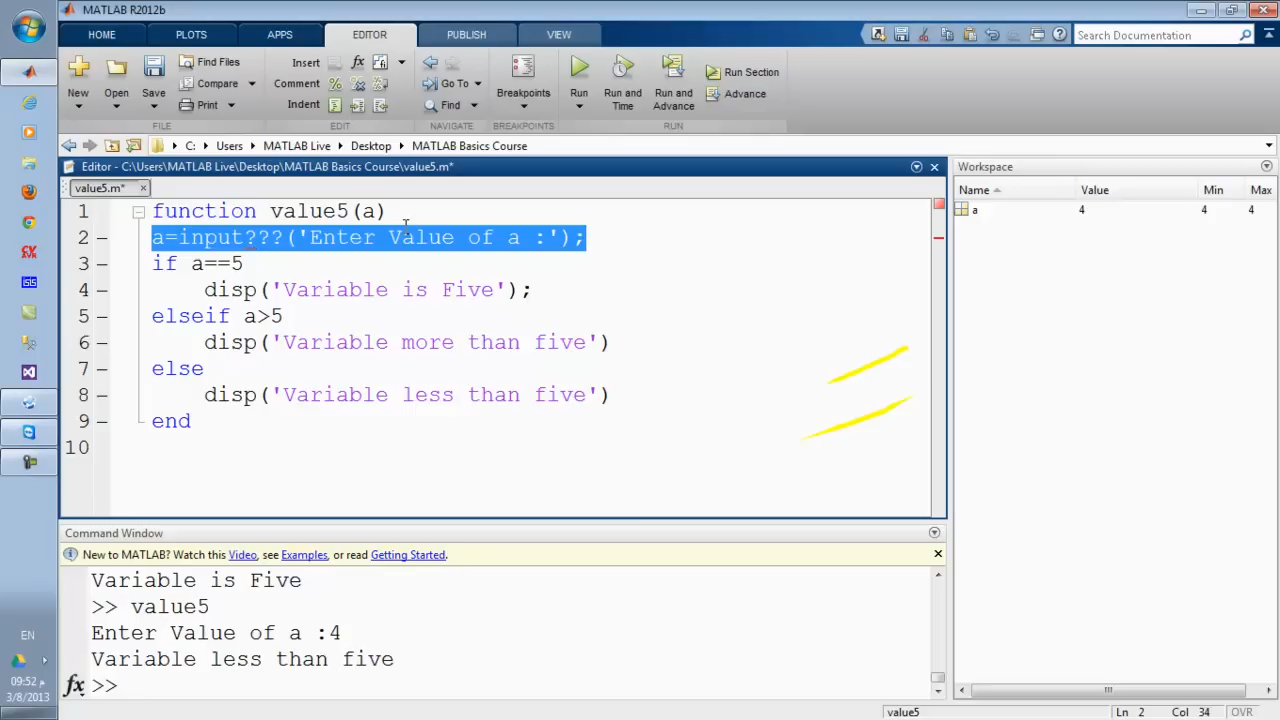 MATLAB R2012b
HOME PLOTS APPS EDITOR PUBLISH VIEW Search Documentation
New Open Save Find Files Compare Print Insert fx Comment % Indent Go To Find Breakpoints Run Run and Time Run and Advance Run Section Advance
FILE EDIT NAVIGATE BREAKPOINTS RUN
C: Users MATLAB Live Desktop MATLAB Basics Course
Editor - C:\Users\MATLAB Live\Desktop\MATLAB Basics Course\value5.m*
value5.m*
1 function value5(a)
2 – a=input???('Enter Value of a :');
3 – if a==5
4 – disp('Variable is Five');
5 – elseif a>5
6 – disp('Variable more than five')
7 – else
8 – disp('Variable less than five')
9 – end
10
Workspace
Name Value Min Max
a 4 4 4
Command Window
New to MATLAB? Watch this Video, see Examples, or read Getting Started.
Variable is Five
>> value5
Enter Value of a :4
Variable less than five
fx >>
value5 Ln 2 Col 34 OVR
EN
09:52 م
3/8/2013